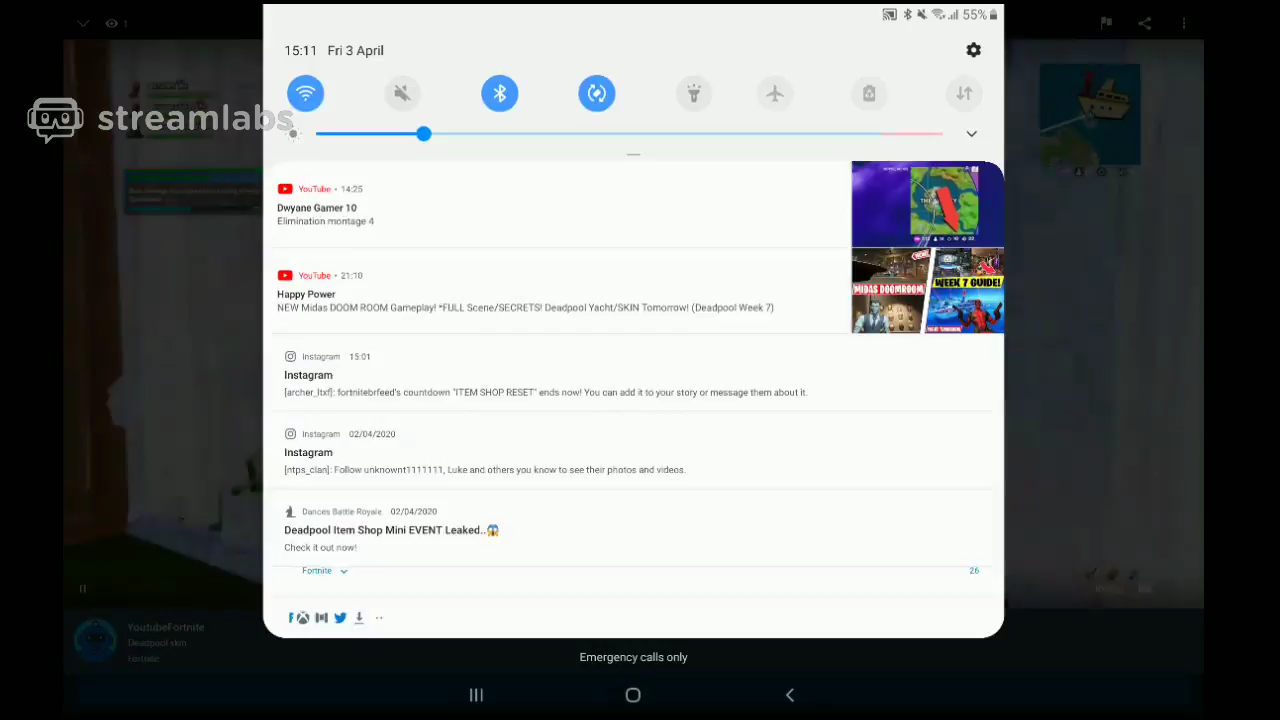 1
55%
15:11 Fri 3 April
streamlabs
YouTube • 14:25
Dwyane Gamer 10
Elimination montage 4
YouTube • 21:10
Happy Power
NEW Midas DOOM ROOM Gameplay! *FULL Scene/SECRETS! Deadpool Yacht/SKIN Tomorrow! (Deadpool Week 7)
MIDAS DOOMROOM
WEEK 7 GUIDE!
Instagram 15:01
Instagram
[archer_ltxf]: fortnitebrfeed's countdown "ITEM SHOP RESET" ends now! You can add it to your story or message them about it.
Instagram 02/04/2020
Instagram
[ntps_clan]: Follow unknownt1111111, Luke and others you know to see their photos and videos.
Dances Battle Royale 02/04/2020
Deadpool Item Shop Mini EVENT Leaked..😱
Check it out now!
Fortnite 26
YoutubeFortnite
Deadpool skin
Fortnite
Emergency calls only